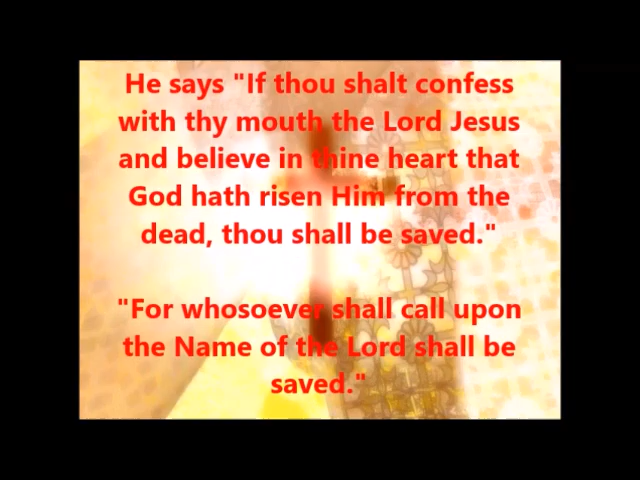 He says "If thou shalt confess
with thy mouth the Lord Jesus
and believe in thine heart that
God hath risen Him from the
dead, thou shall be saved."
"For whosoever shall call upon
the Name of the Lord shall be
saved."